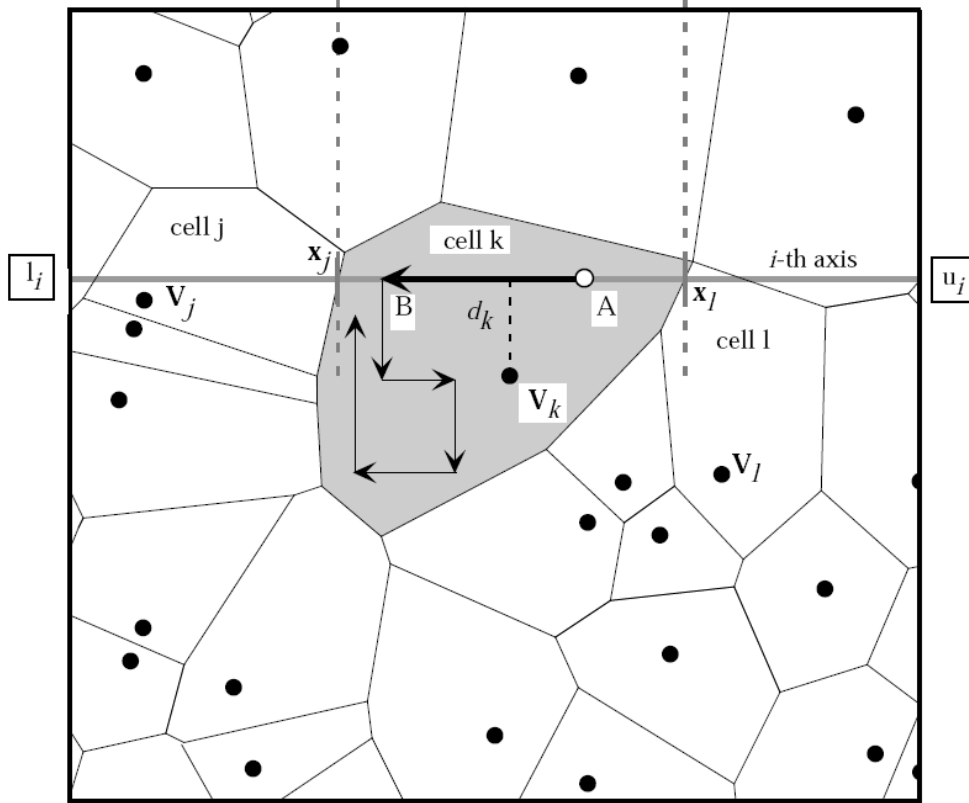 cell j
cell k
x_j
i-th axis
l_i
u_i
V_j
B
d_k
A
x_l
cell l
V_k
V_l